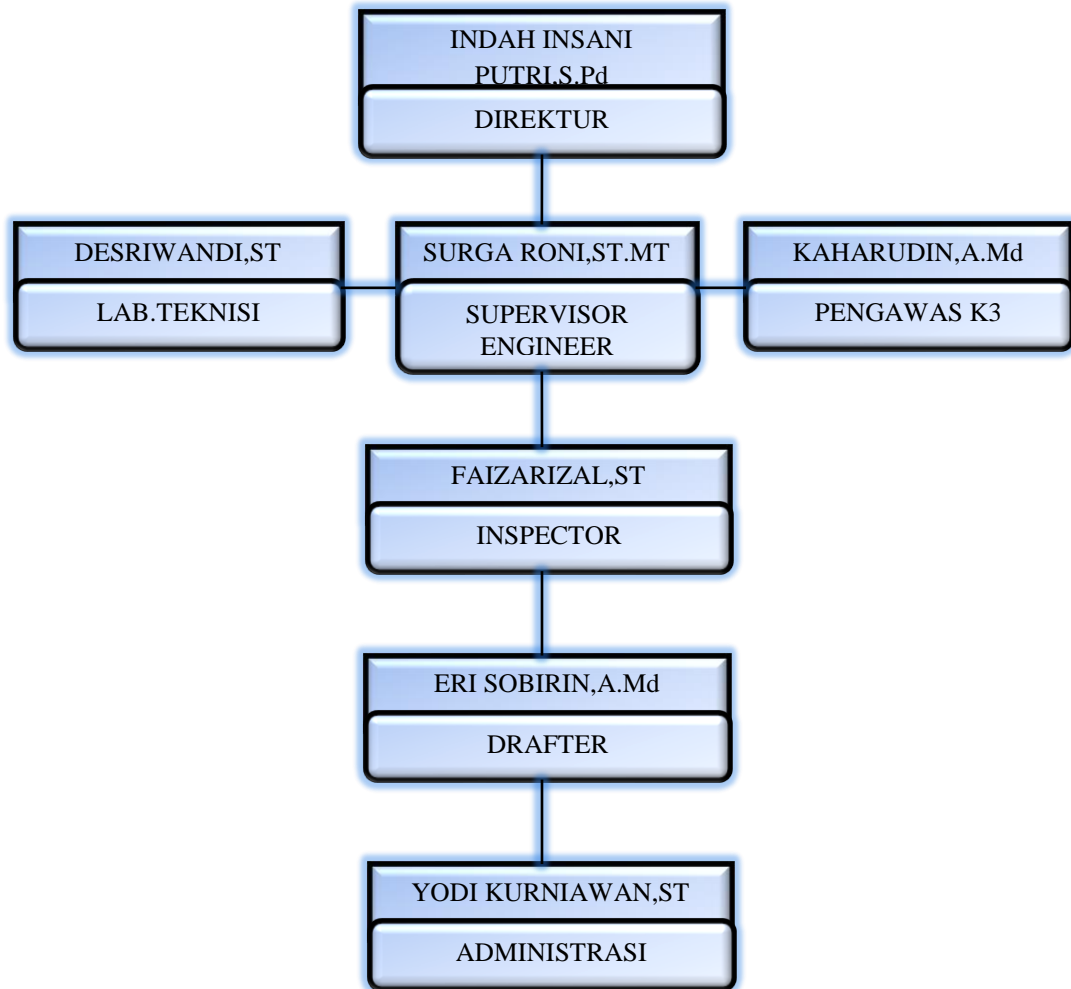 INDAH INSANI
PUTRI,S.Pd
DIREKTUR
DESRIWANDI,ST
LAB.TEKNISI
SURGA RONI,ST.MT
SUPERVISOR
ENGINEER
KAHARUDIN,A.Md
PENGAWAS K3
FAIZARIZAL,ST
INSPECTOR
ERI SOBIRIN,A.Md
DRAFTER
YODI KURNIAWAN,ST
ADMINISTRASI